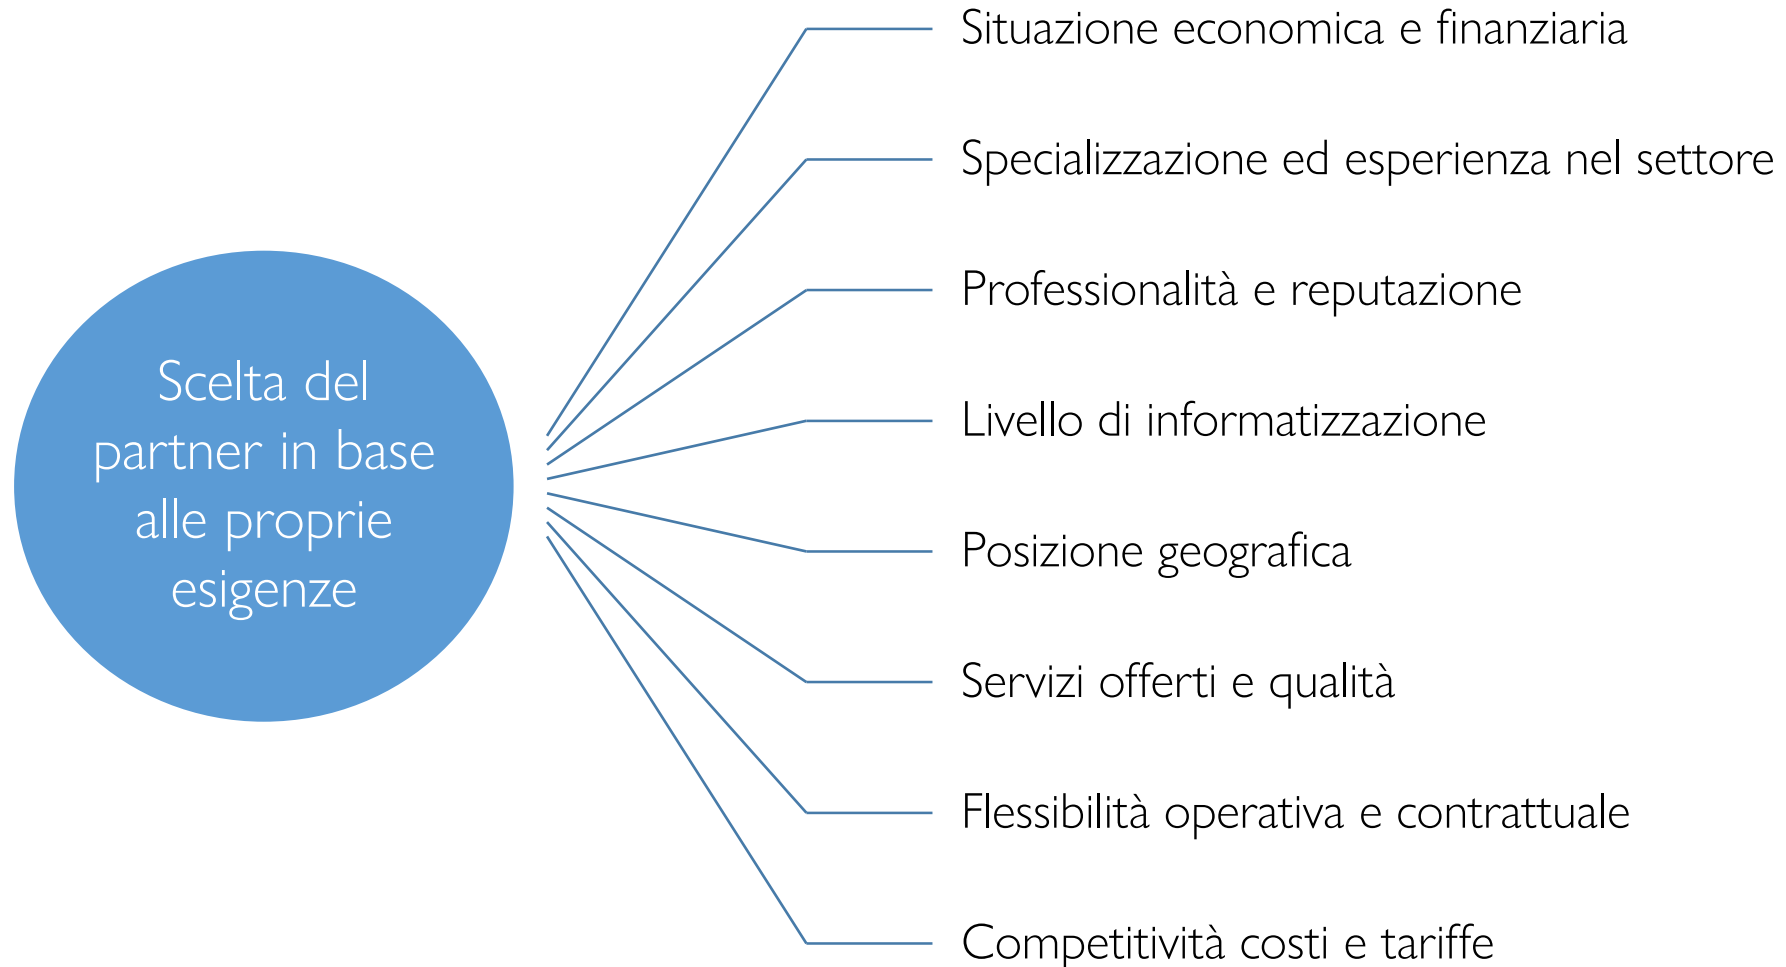 Situazione economica e finanziaria
Specializzazione ed esperienza nel settore
Professionalità e reputazione
Scelta del
partner in base
alle proprie
esigenze
Livello di informatizzazione
Posizione geografica
Servizi offerti e qualità
Flessibilità operativa e contrattuale
Competitività costi e tariffe